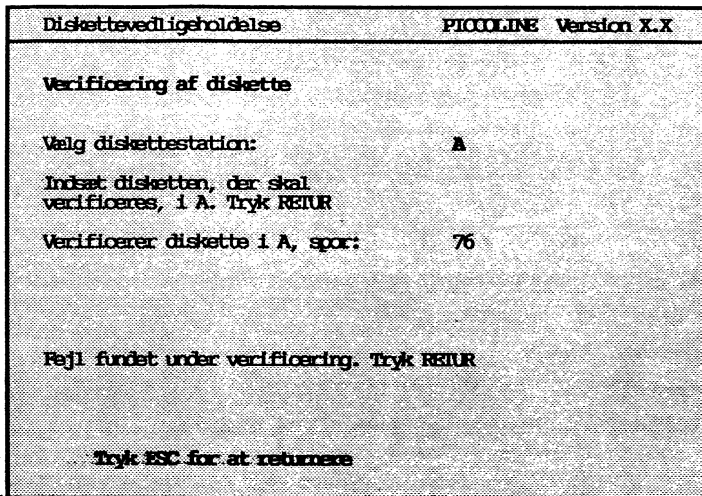 Diskettevedligeholdelse PICCOLINE Version X.X
Verificering af diskette
Vælg diskettestation: A
Indsæt disketten, der skal
verificeres, i A. Tryk RETUR
Verificerer diskette i A, spor: 76
Fejl fundet under verificering. Tryk RETUR
Tryk ESC for at returnere